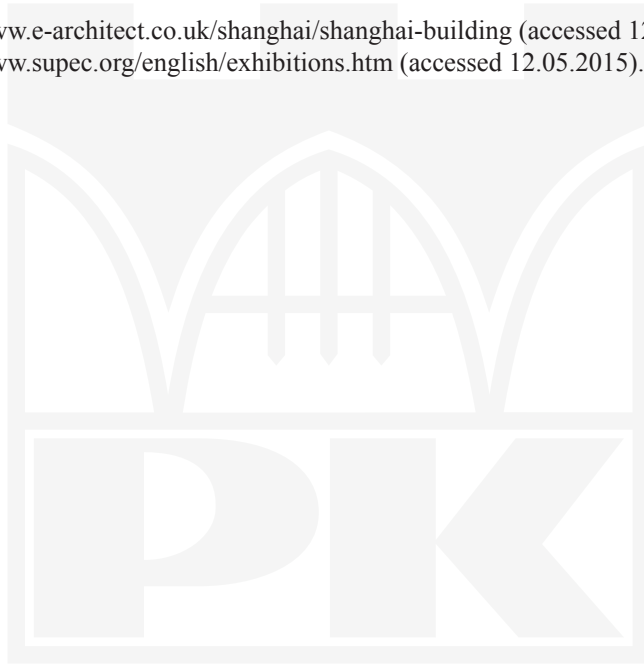 ww.e-architect.co.uk/shanghai/shanghai-building (accessed 12
ww.supec.org/english/exhibitions.htm (accessed 12.05.2015).
PK